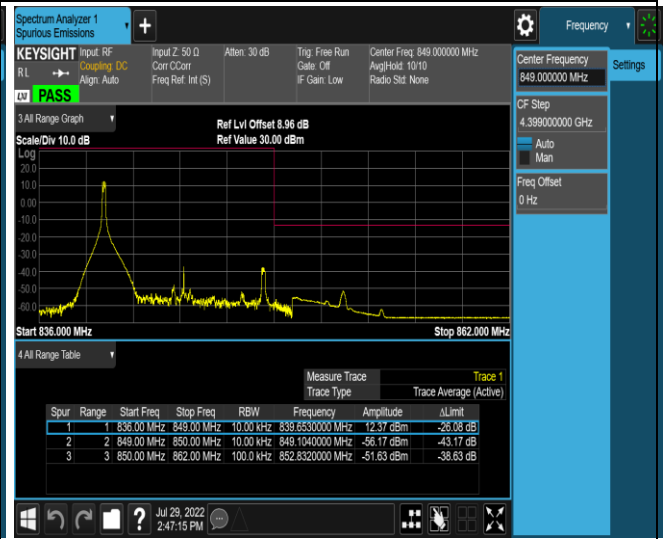 Spectrum Analyzer 1
Spurious Emissions
Frequency
KEYSIGHT
R L
LXI
PASS
Input: RF
Coupling: DC
Align: Auto
Input Z: 50 Ω
Corr CCorr
Freq Ref: Int (S)
Atten: 30 dB
Trig: Free Run
Gate: Off
IF Gain: Low
Center Freq: 849.000000 MHz
Avg|Hold: 10/10
Radio Std: None
Center Frequency
849.000000 MHz
Settings
CF Step
4.399000000 GHz
Auto
Man
Freq Offset
0 Hz
3 All Range Graph
Scale/Div 10.0 dB
Ref Lvl Offset 8.96 dB
Ref Value 30.00 dBm
Log
20.0
10.0
0.00
-10.0
-20.0
-30.0
-40.0
-50.0
-60.0
Start 836.000 MHz
Stop 862.000 MHz
4 All Range Table
Measure Trace Trace 1
Trace Type Trace Average (Active)
Spur Range Start Freq Stop Freq RBW Frequency Amplitude ΔLimit
1 1 836.00 MHz 849.00 MHz 10.00 kHz 839.6530000 MHz 12.37 dBm -26.08 dB
2 2 849.00 MHz 850.00 MHz 10.00 kHz 849.1040000 MHz -56.17 dBm -43.17 dB
3 3 850.00 MHz 862.00 MHz 100.0 kHz 852.8320000 MHz -51.63 dBm -38.63 dB
Jul 29, 2022
2:47:15 PM